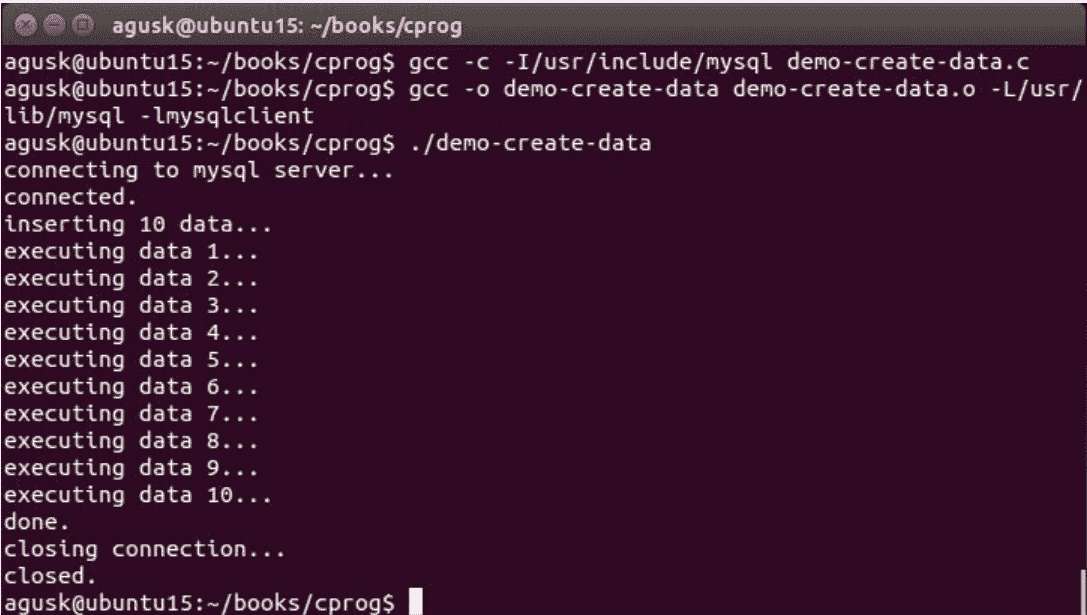 agusk@ubuntu15: ~/books/cprog
agusk@ubuntu15:~/books/cprog$ gcc -c -I/usr/include/mysql demo-create-data.c
agusk@ubuntu15:~/books/cprog$ gcc -o demo-create-data demo-create-data.o -L/usr/
lib/mysql -lmysqlclient
agusk@ubuntu15:~/books/cprog$ ./demo-create-data
connecting to mysql server...
connected.
inserting 10 data...
executing data 1...
executing data 2...
executing data 3...
executing data 4...
executing data 5...
executing data 6...
executing data 7...
executing data 8...
executing data 9...
executing data 10...
done.
closing connection...
closed.
agusk@ubuntu15:~/books/cprog$